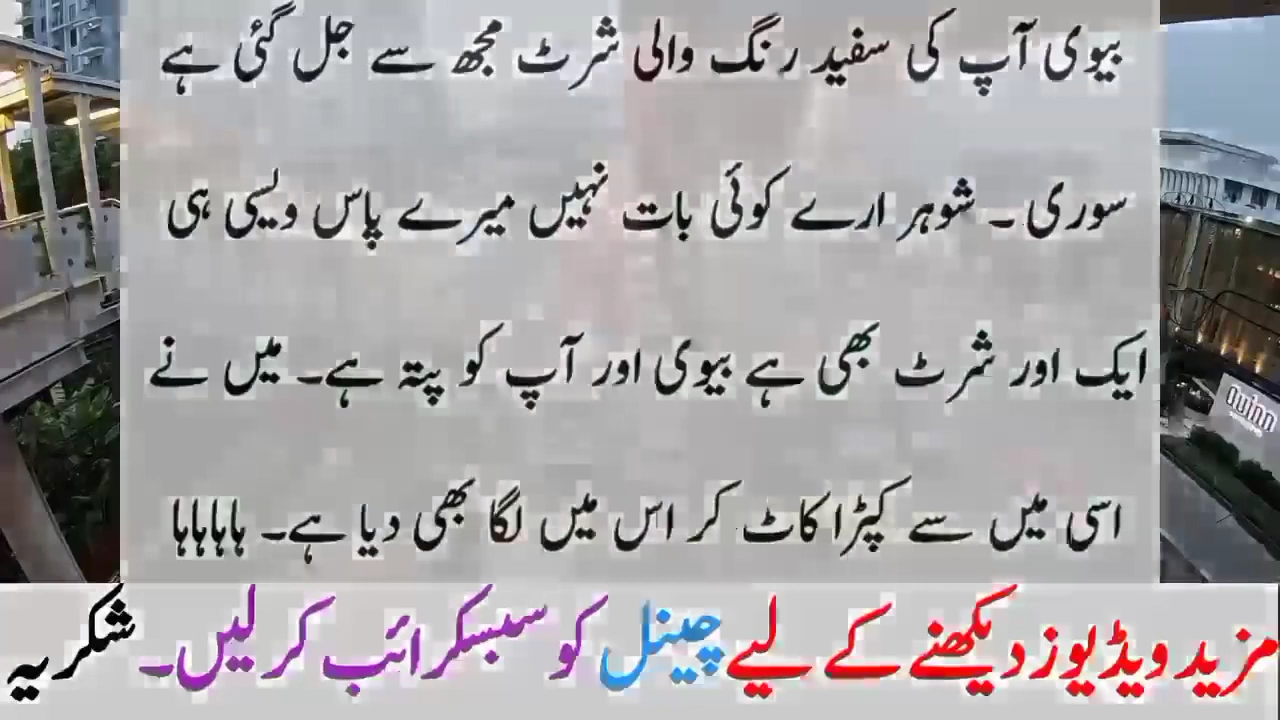 بیوی آپ کی سفید رنگ والی شرٹ مجھ سے جل گئی ہے
سوری ۔ شوہر ارے کوئی بات نہیں میرے پاس ویسی ہی
ایک اور شرٹ بھی ہے بیوی اور آپ کو پتہ ہے۔ میں نے
اسی میں سے کپڑا کاٹ کر اس میں لگا بھی دیا ہے۔ ہاہاہاہا
Quinn
مزید ویڈیوز دیکھنے کے لیے چینل کو سبسکرائب کر لیں۔ شکریہ